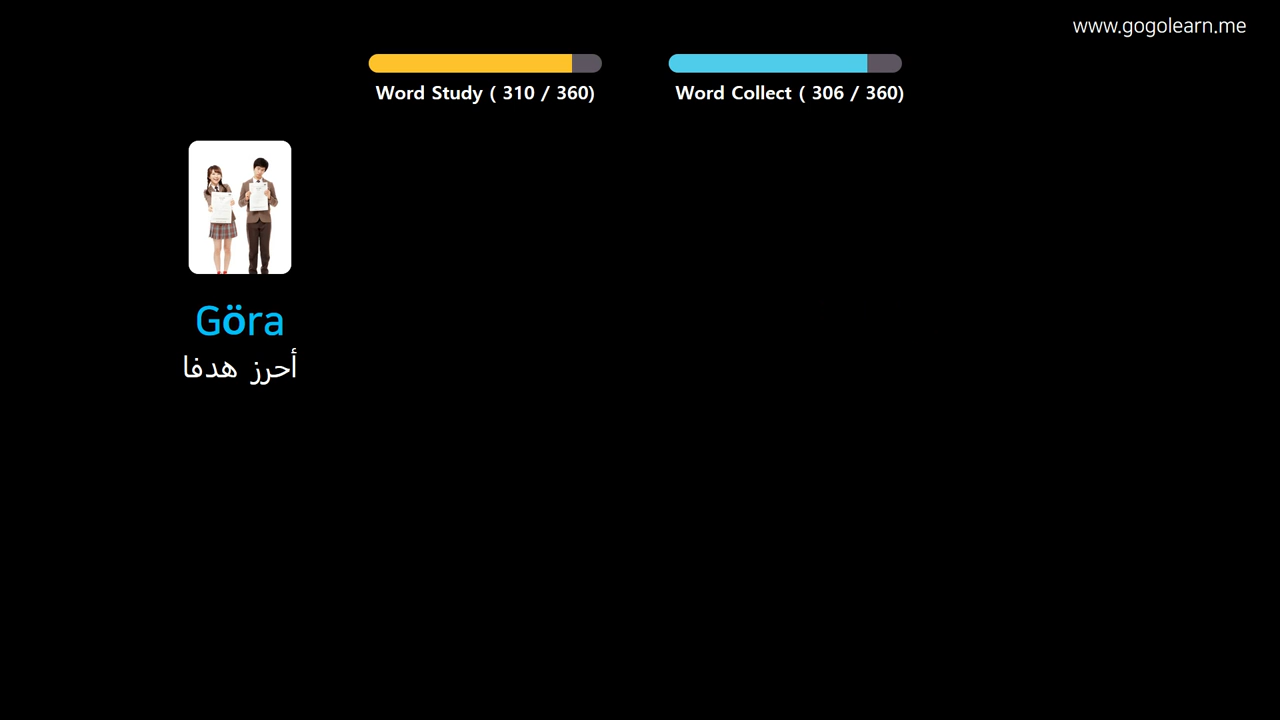 www.gogolearn.me
Word Study ( 310 / 360)
Word Collect ( 306 / 360)
Göra
أحرز هدفا